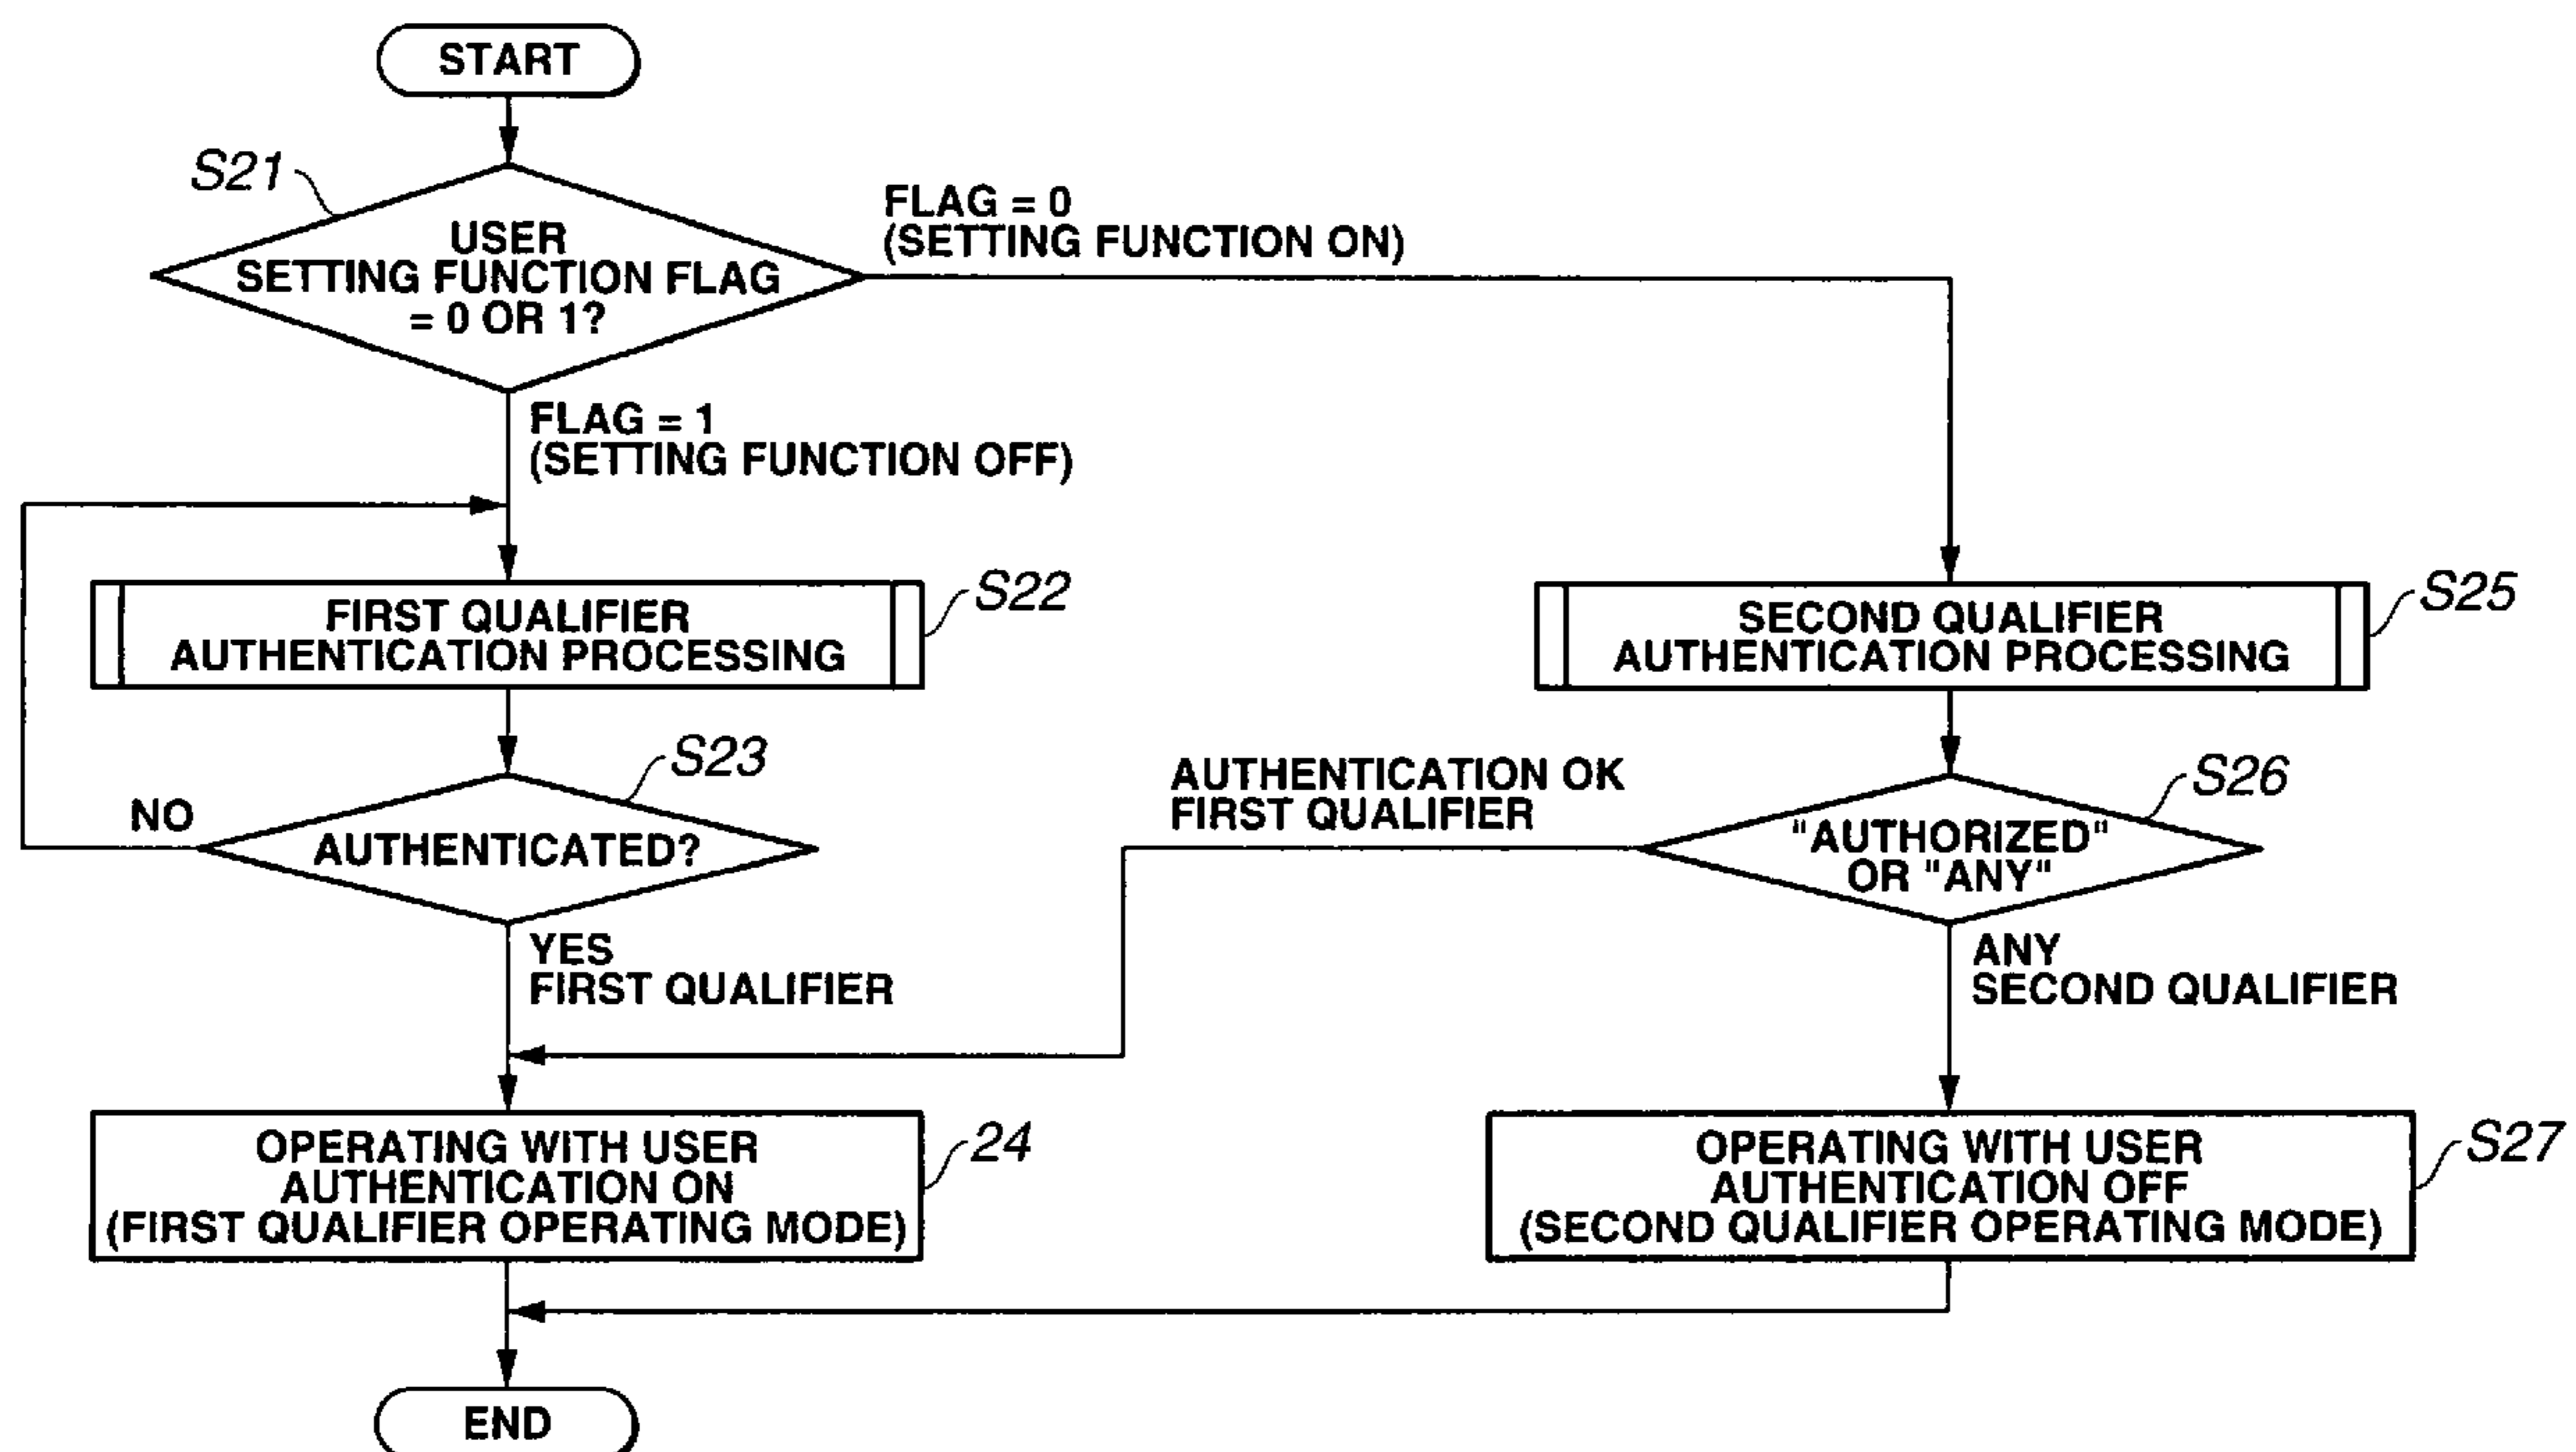 START
S21
USER
SETTING FUNCTION FLAG
= 0 OR 1?
FLAG = 0
(SETTING FUNCTION ON)
FLAG = 1
(SETTING FUNCTION OFF)
FIRST QUALIFIER
AUTHENTICATION PROCESSING
S22
SECOND QUALIFIER
AUTHENTICATION PROCESSING
S25
S23
NO
AUTHENTICATED?
AUTHENTICATION OK
FIRST QUALIFIER
S26
"AUTHORIZED"
OR "ANY"
YES
FIRST QUALIFIER
ANY
SECOND QUALIFIER
OPERATING WITH USER
AUTHENTICATION ON
(FIRST QUALIFIER OPERATING MODE)
24
OPERATING WITH USER
AUTHENTICATION OFF
(SECOND QUALIFIER OPERATING MODE)
S27
END